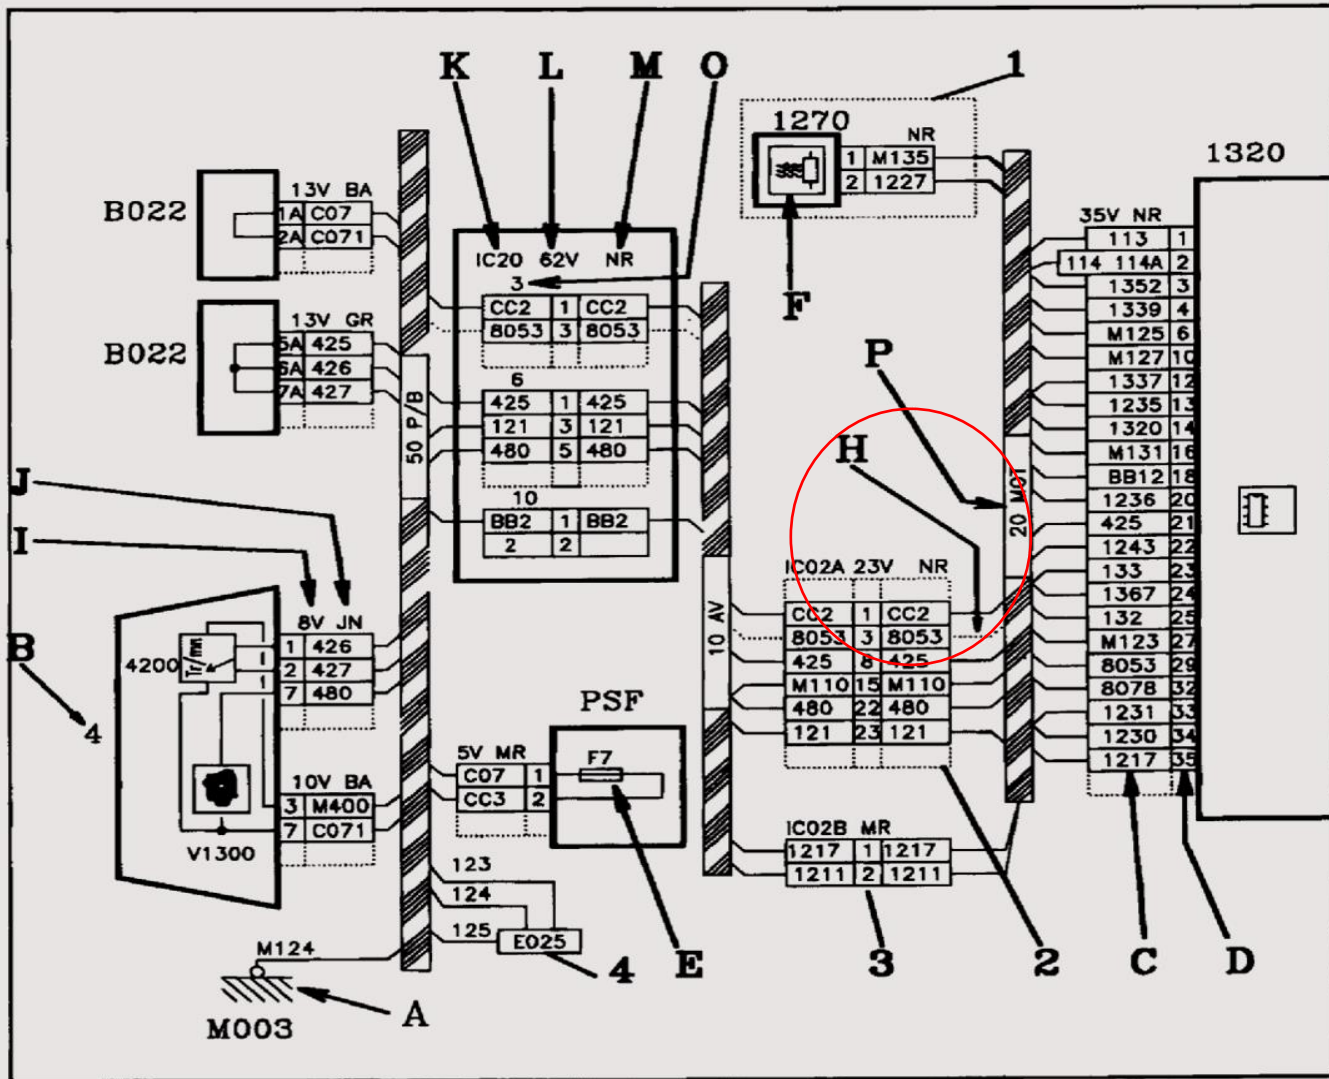 K L M O 1
1270 NR
1 M135
2 1227
1320
B022
13V BA
1A C07
2A C071
IC20 62V NR
3
CC2 1 CC2
8053 3 8053
F
35V NR
113 1
114 114A 2
1352 3
1339 4
M125 6
M127 10
1337 12
1235 13
1320 14
M131 16
BB12 18
1236 20
425 21
1243 22
133 23
1367 24
132 25
M123 27
8053 29
8078 32
1231 33
1230 34
1217 35
B022
13V GR
5A 425
6A 426
7A 427
50 P/B
6
425 1 425
121 3 121
480 5 480
10
BB2 1 BB2
2 2
P
H
20 MOT
J
I
B
4
8V JN
4200
Tr/mn
1 426
2 427
7 480
10V BA
3 M400
7 C071
V1300
10 AV
IC02A 23V NR
CC2 1 CC2
8053 3 8053
425 8 425
M110 15 M110
480 22 480
121 23 121
PSF
5V MR
C07 1
CC3 2
F7
IC02B MR
1217 1 1217
1211 2 1211
123
124
125
E025
M124
M003
A
4 E 3 2 C D